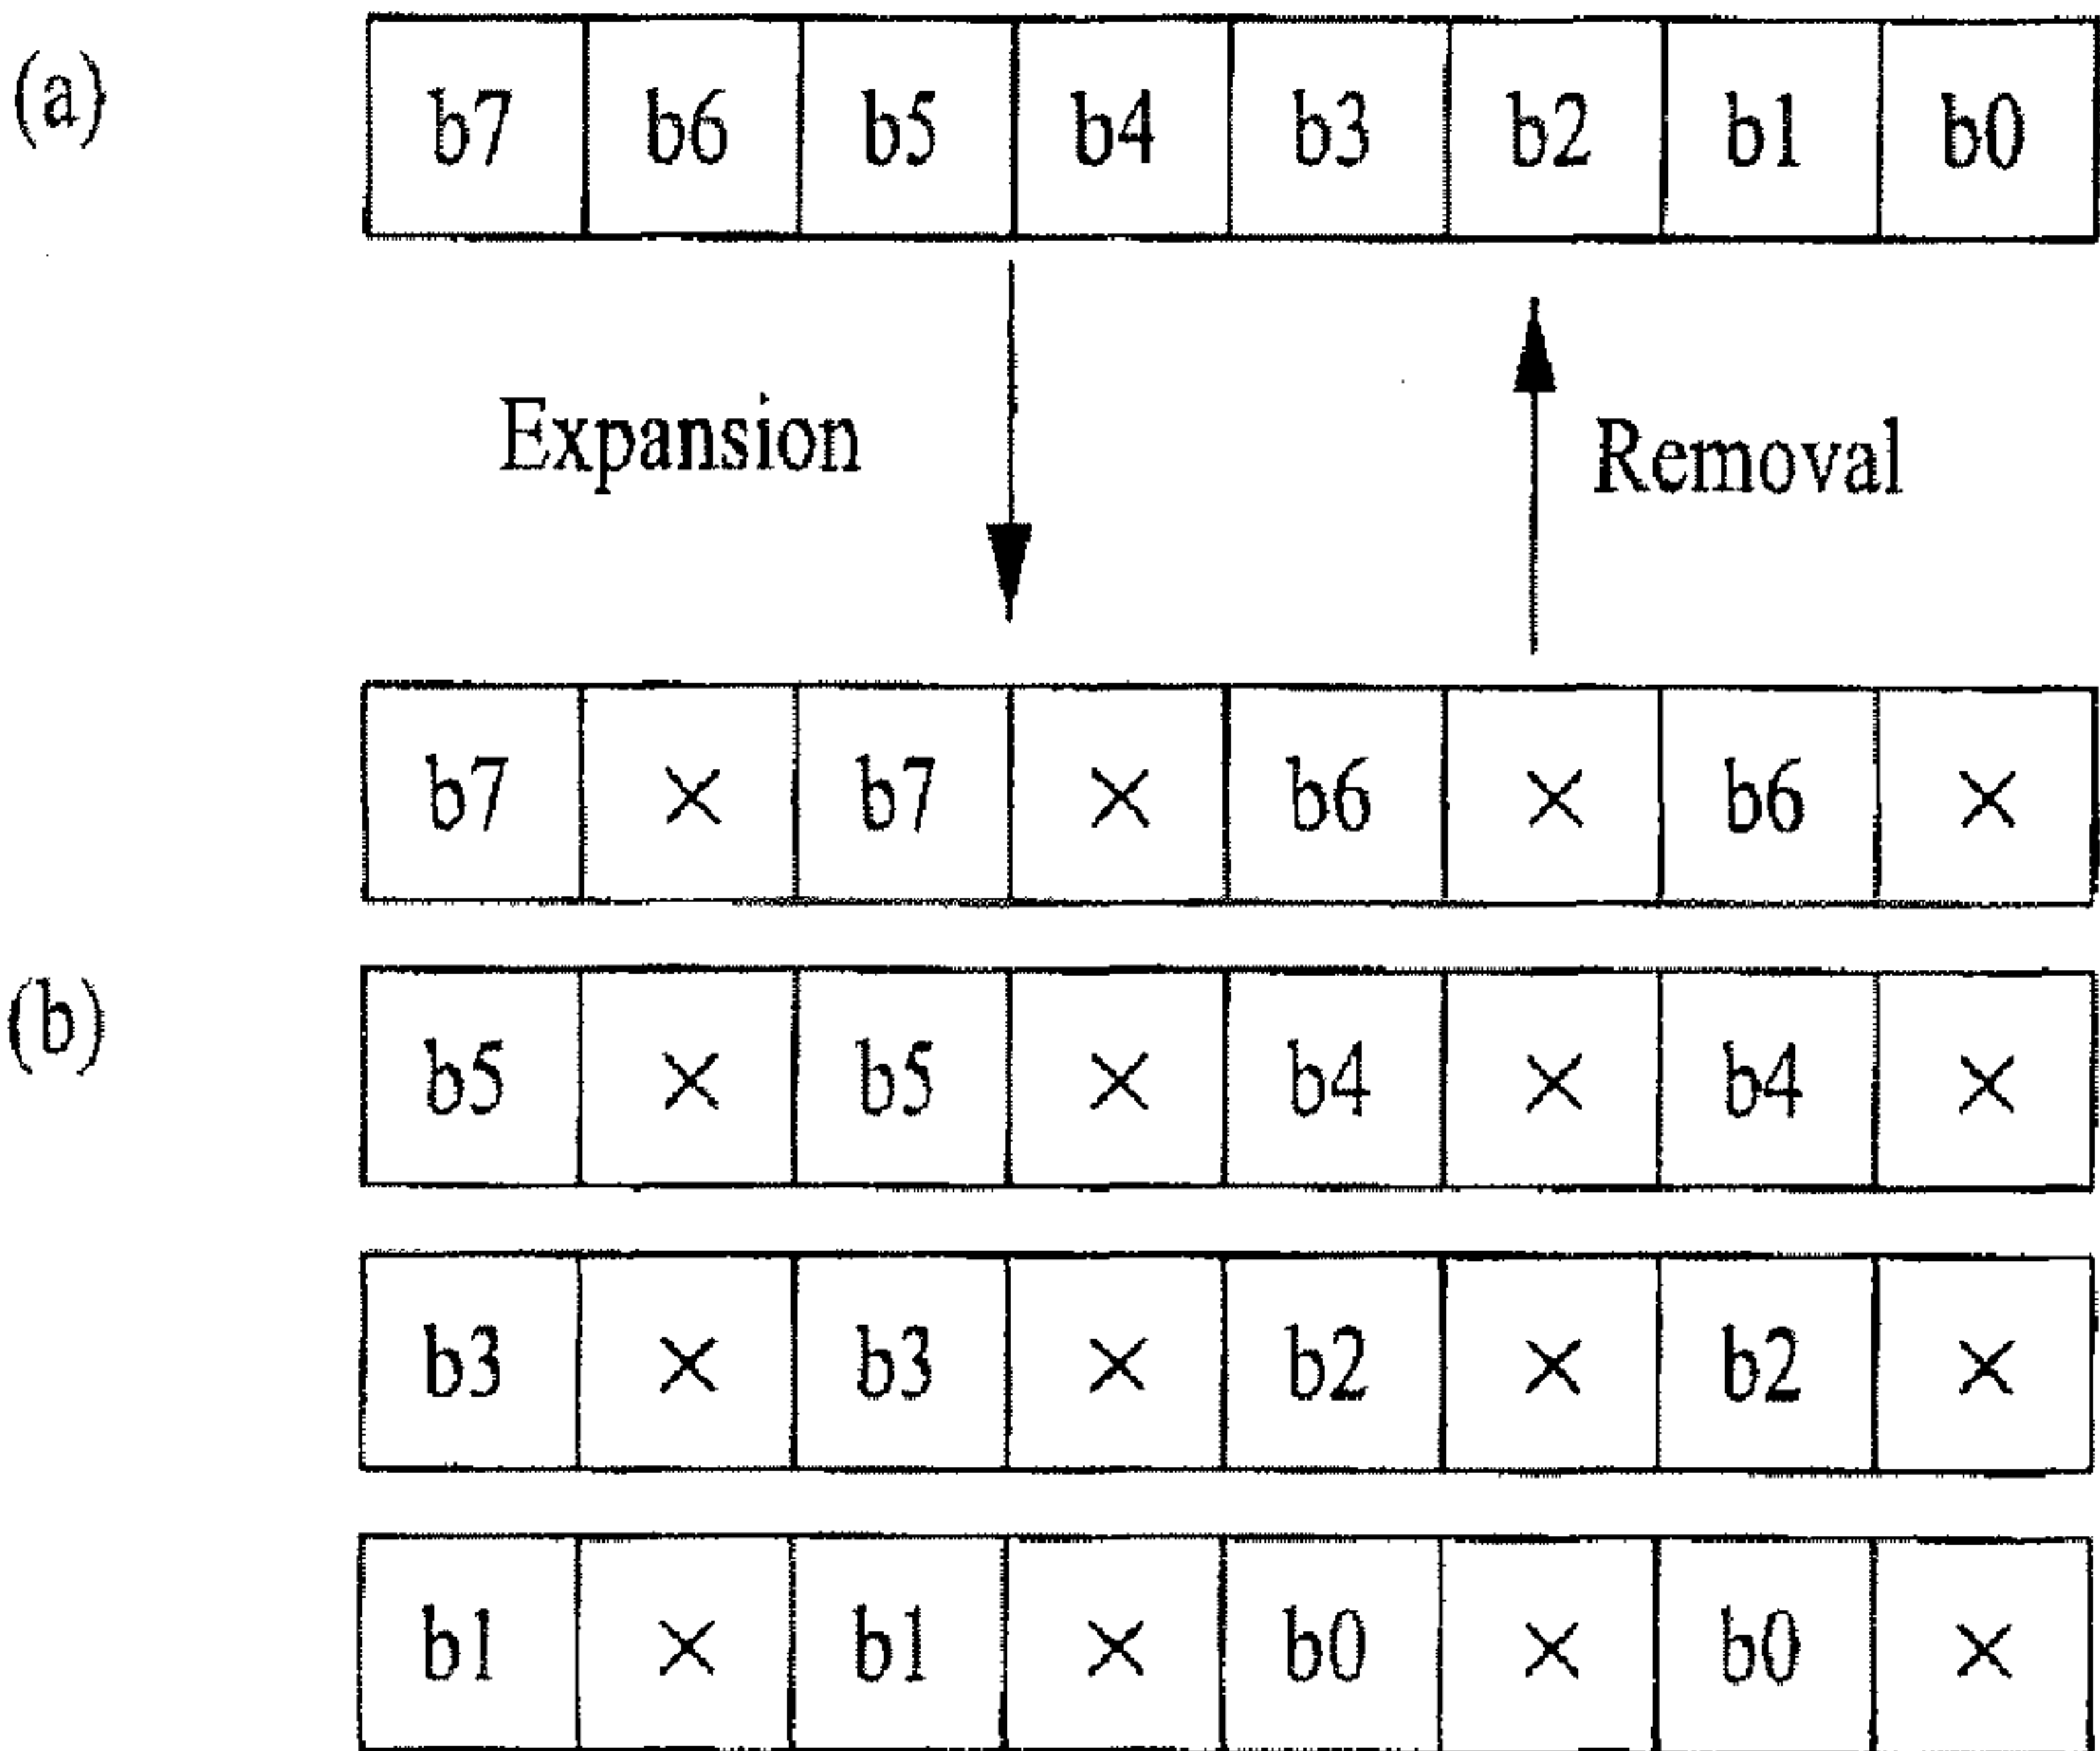 (a) b7 b6 b5 b4 b3 b2 b1 b0
Expansion Removal
b7 × b7 × b6 × b6 ×
(b) b5 × b5 × b4 × b4 ×
b3 × b3 × b2 × b2 ×
b1 × b1 × b0 × b0 ×